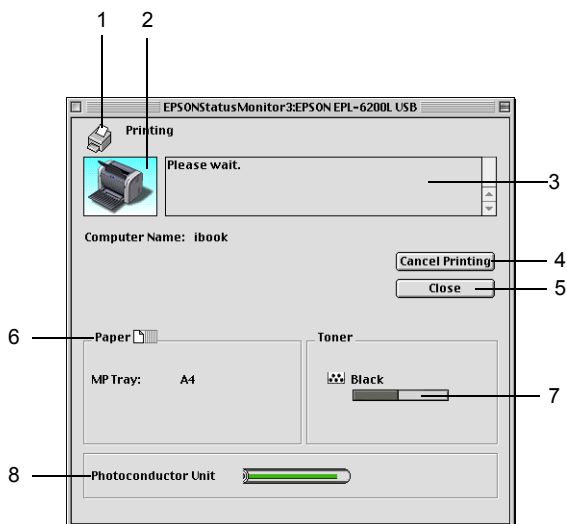 1 2
EPSONStatusMonitor3:EPSON EPL-6200L USB
Printing
Please wait.
3
Computer Name: ibook
Cancel Printing 4
Close 5
6 Paper Toner
MP Tray: A4 Black
7
8 Photoconductor Unit